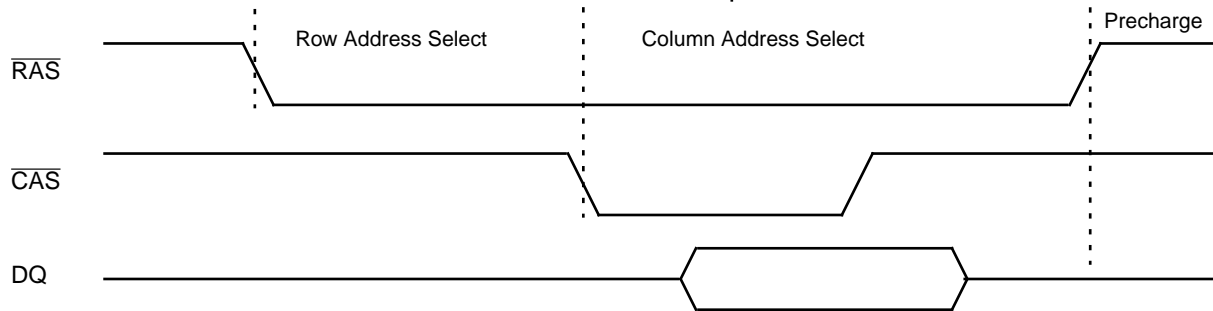 Row Address Select
Column Address Select
Precharge
RAS
CAS
DQ